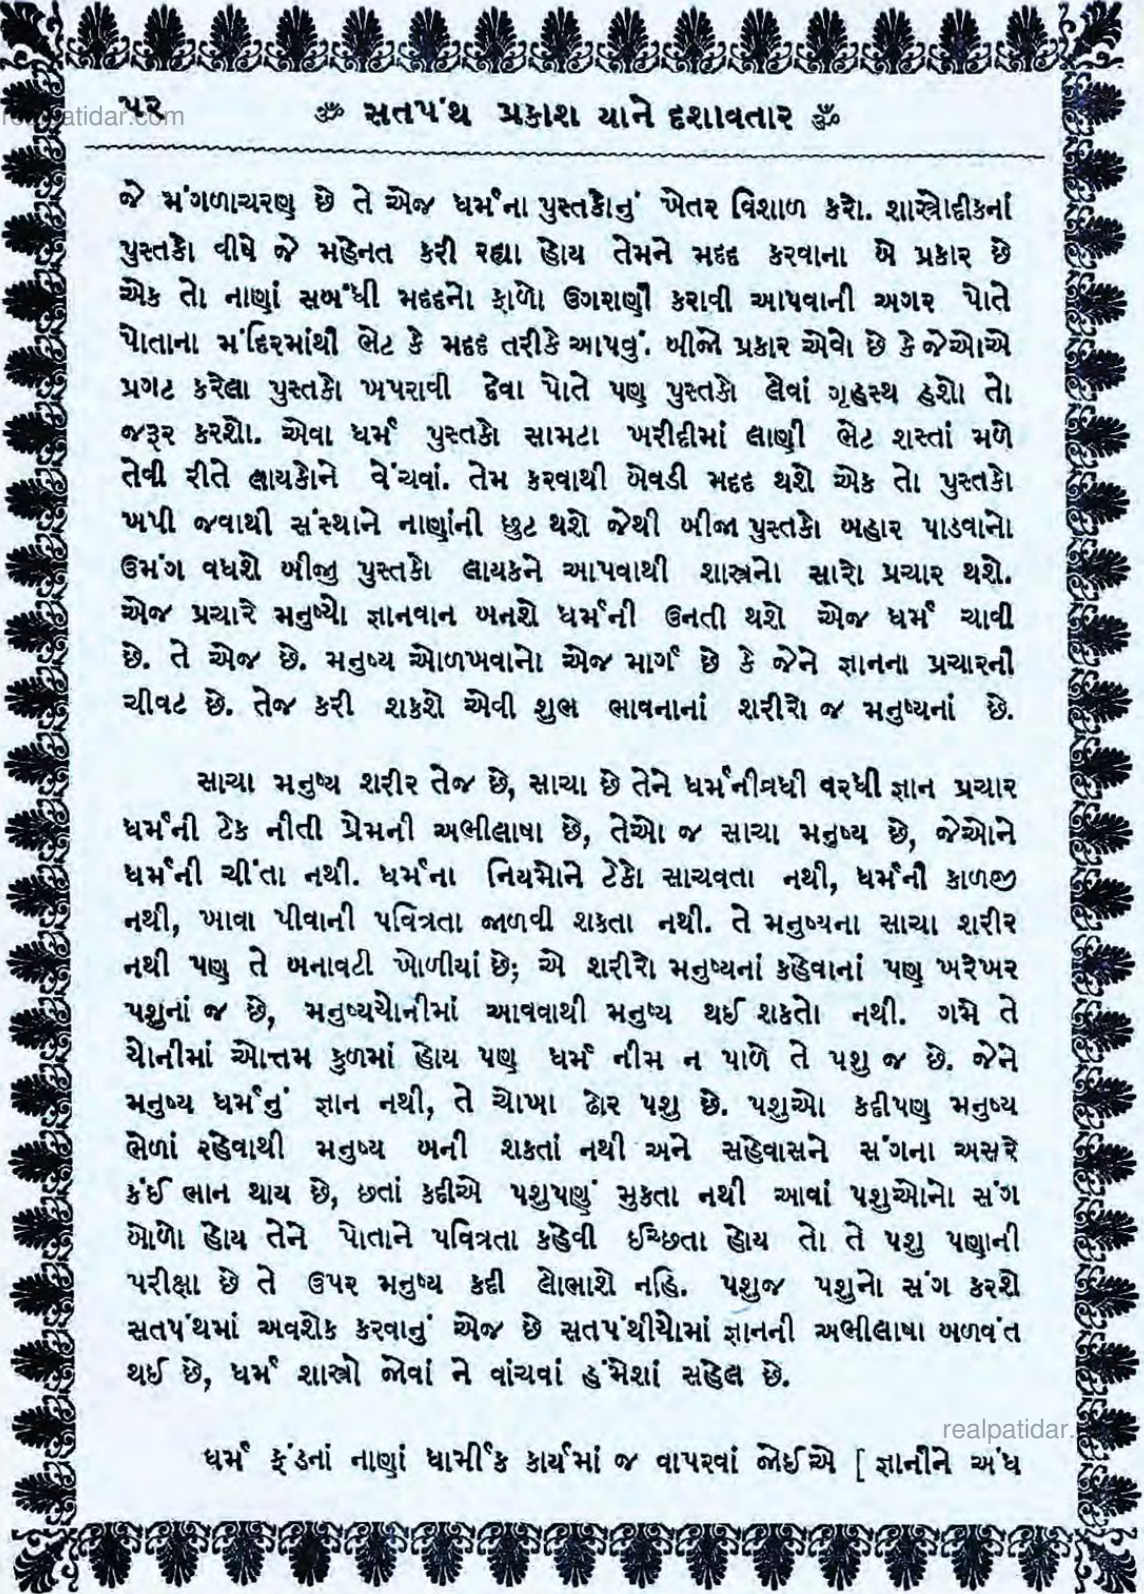 ૫૨
realpatidar.com
ૐ સતપંથ પ્રકાશ યાને દશાવતાર ૐ
જે મંગળાચરણ છે તે એજ ધર્મના પુસ્તકોનું ખેતર વિશાળ કરો. શાસ્ત્રોદીકનાં
પુસ્તકો વીષે જે મહેનત કરી રહ્યા હોય તેમને મદદ કરવાના બે પ્રકાર છે
એક તો નાણાં સબંધી મદદનો ફાળો ઉગરાણી કરાવી આપવાની અગર પોતે
પોતાના મંદિરમાંથી ભેટ કે મદદ તરીકે આપવું. બીજો પ્રકાર એવો છે કે જેઓએ
પ્રગટ કરેલા પુસ્તકો ખપરાવી દેવા પોતે પણ પુસ્તકો લેવાં ગૃહસ્થ હશો તો
જરૂર કરશો. એવા ધર્મ પુસ્તકો સામટા ખરીદીમાં લાણી ભેટ શસ્તાં મળે
તેવી રીતે લાયકોને વેંચવાં. તેમ કરવાથી બેવડી મદદ થશે એક તો પુસ્તકો
ખપી જવાથી સંસ્થાને નાણાંની છુટ થશે જેથી બીજા પુસ્તકો બહાર પાડવાનો
ઉમંગ વધશે બીજી પુસ્તકો લાયકને આપવાથી શાસ્ત્રનો સારો પ્રચાર થશે.
એજ પ્રચારે મનુષ્યો જ્ઞાનવાન બનશે ધર્મની ઉનતી થશે એજ ધર્મ ચાવી
છે. તે એજ છે. મનુષ્ય ઓળખવાનો એજ માર્ગ છે કે જેને જ્ઞાનના પ્રચારની
ચીવટ છે. તેજ કરી શકશે એવી શુભ ભાવનાનાં શરીરો જ મનુષ્યનાં છે.
સાચા મનુષ્ય શરીર તેજ છે, સાચા છે તેને ધર્મનીવ્રધી વરધી જ્ઞાન પ્રચાર
ધર્મની ટેક નીતી પ્રેમની અભીલાષા છે, તેઓ જ સાચા મનુષ્ય છે, જેઓને
ધર્મની ચીંતા નથી. ધર્મના નિયમોને ટેકો સાચવતા નથી, ધર્મની કાળજી
નથી, ખાવા પીવાની પવિત્રતા જાળવી શકતા નથી. તે મનુષ્યના સાચા શરીર
નથી પણ તે બનાવટી ખોળીયાં છે; એ શરીરો મનુષ્યનાં કહેવાનાં પણ ખરેખર
પશુનાં જ છે, મનુષ્યયોનીમાં આવવાથી મનુષ્ય થઈ શકતો નથી. ગમે તે
યોનીમાં ઓત્તમ કુળમાં હોય પણ ધર્મ નીમ ન પાળે તે પશુ જ છે. જેને
મનુષ્ય ધર્મનું જ્ઞાન નથી, તે ચોખા ઢોર પશુ છે. પશુઓ કદીપણ મનુષ્ય
ભેળાં રહેવાથી મનુષ્ય બની શકતાં નથી અને સહેવાસને સંગના અસરે
કંઈ ભાન થાય છે, છતાં કદીએ પશુપણું મુકતા નથી આવાં પશુઓનો સંગ
ખોળો હોય તેને પોતાને પવિત્રતા કહેવી ઈચ્છિતા હોય તો તે પશુ પણાની
પરીક્ષા છે તે ઉપર મનુષ્ય કદી લોભાશે નહિ. પશુજ પશુનો સંગ કરશે
સતપંથમાં અવશેક કરવાનું એજ છે સતપંથીયોમાં જ્ઞાનની અભીલાષા બળવંત
થઈ છે, ધર્મ શાસ્ત્રો જોવાં ને વાંચવાં હંમેશાં સહેલ છે.
realpatidar.
ધર્મ ફંડનાં નાણાં ધાર્મીક કાર્યમાં જ વાપરવાં જોઈએ [ જ્ઞાનીને અંધ